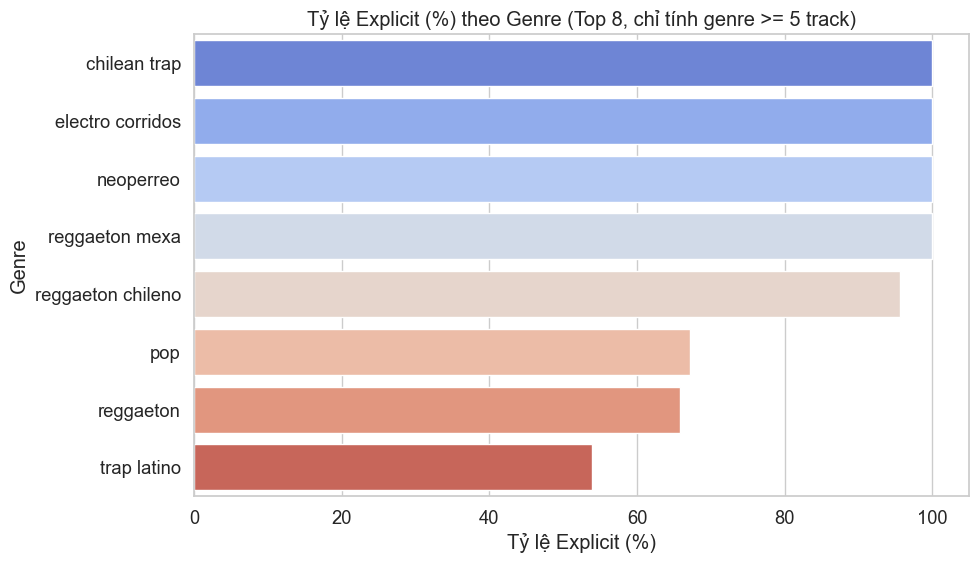 Tỷ lệ Explicit (%) theo Genre (Top 8, chỉ tính genre >= 5 track)
Genre
chilean trap
electro corridos
neoperreo
reggaeton mexa
reggaeton chileno
pop
reggaeton
trap latino
0 20 40 60 80 100
Tỷ lệ Explicit (%)